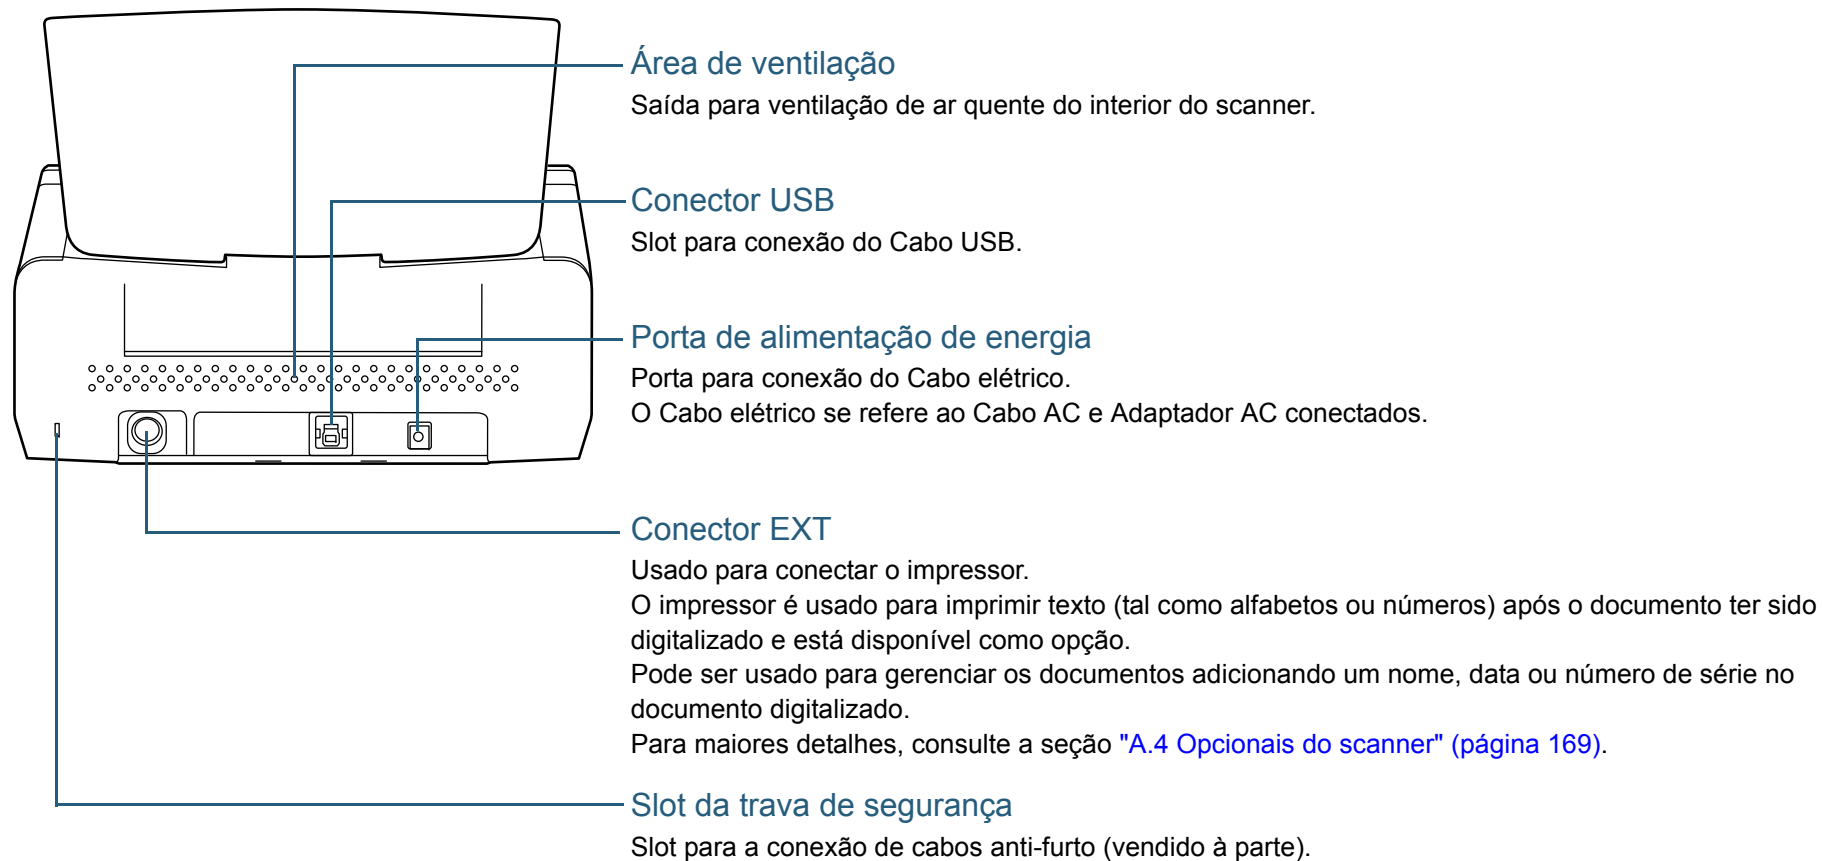 Área de ventilação
Saída para ventilação de ar quente do interior do scanner.
Conector USB
Slot para conexão do Cabo USB.
Porta de alimentação de energia
Porta para conexão do Cabo elétrico.
O Cabo elétrico se refere ao Cabo AC e Adaptador AC conectados.
Conector EXT
Usado para conectar o impressor.
O impressor é usado para imprimir texto (tal como alfabetos ou números) após o documento ter sido
digitalizado e está disponível como opção.
Pode ser usado para gerenciar os documentos adicionando um nome, data ou número de série no
documento digitalizado.
Para maiores detalhes, consulte a seção "A.4 Opcionais do scanner" (página 169).
Slot da trava de segurança
Slot para a conexão de cabos anti-furto (vendido à parte).